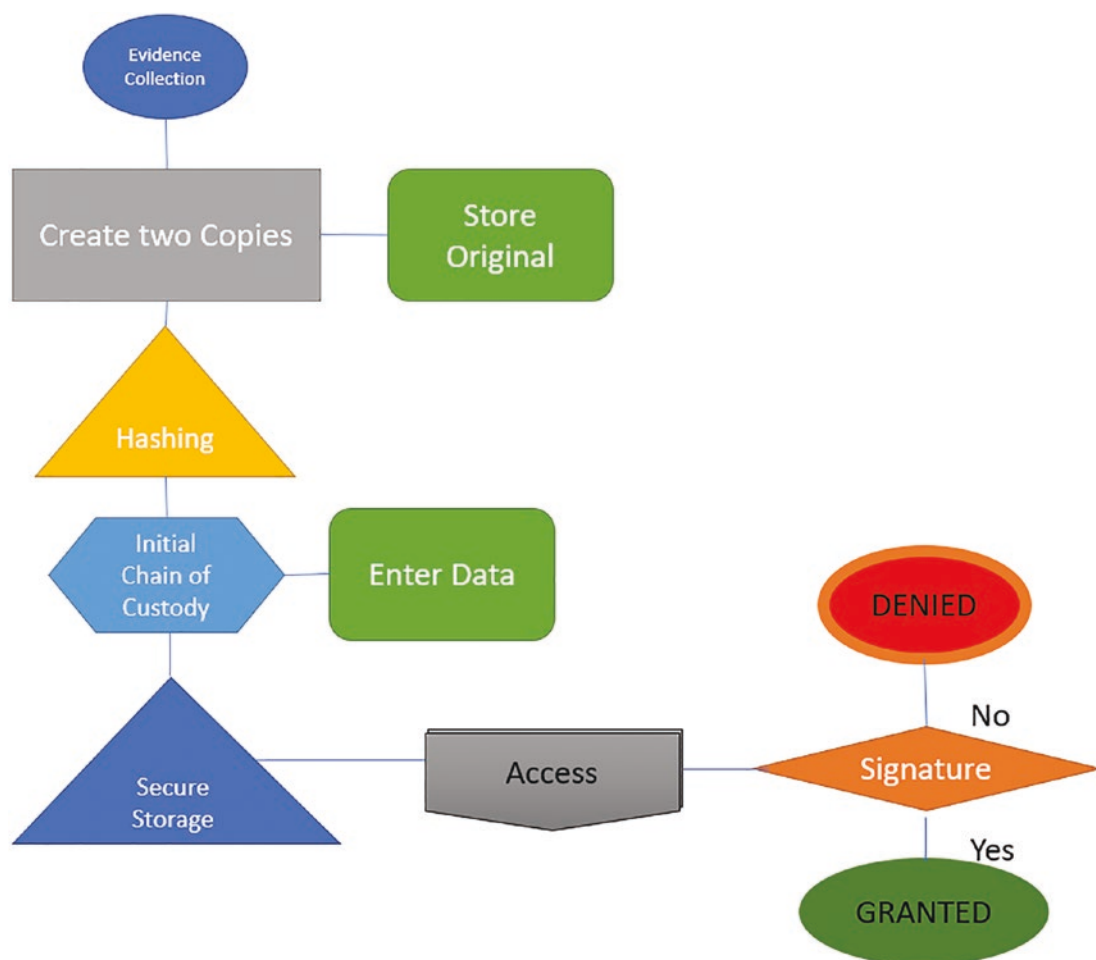 Evidence
Collection
Create two Copies
Store
Original
Hashing
Initial
Chain of
Custody
Enter Data
DENIED
No
Secure
Storage
Access
Signature
Yes
GRANTED